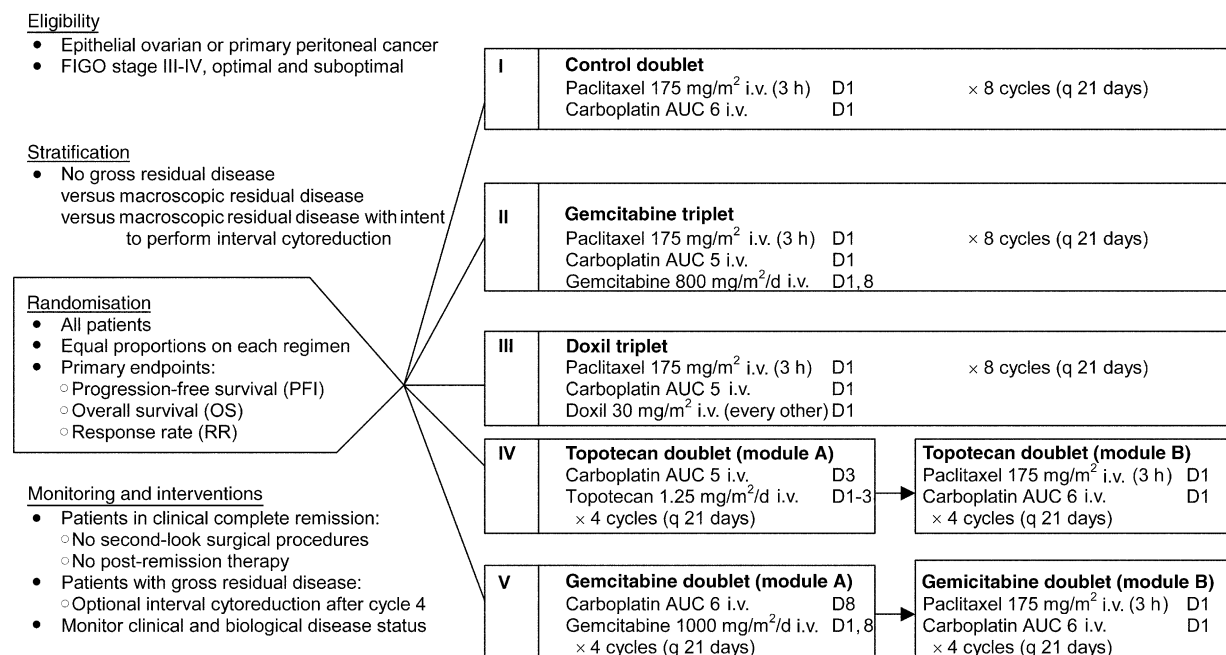 Eligibility
● Epithelial ovarian or primary peritoneal cancer
● FIGO stage III-IV, optimal and suboptimal
Stratification
● No gross residual disease
versus macroscopic residual disease
versus macroscopic residual disease with intent
to perform interval cytoreduction
Randomisation
● All patients
● Equal proportions on each regimen
● Primary endpoints:
○ Progression-free survival (PFI)
○ Overall survival (OS)
○ Response rate (RR)
Monitoring and interventions
● Patients in clinical complete remission:
○ No second-look surgical procedures
○ No post-remission therapy
● Patients with gross residual disease:
○ Optional interval cytoreduction after cycle 4
● Monitor clinical and biological disease status
I Control doublet
Paclitaxel 175 mg/m² i.v. (3 h) D1 × 8 cycles (q 21 days)
Carboplatin AUC 6 i.v. D1
II Gemcitabine triplet
Paclitaxel 175 mg/m² i.v. (3 h) D1 × 8 cycles (q 21 days)
Carboplatin AUC 5 i.v. D1
Gemcitabine 800 mg/m²/d i.v. D1, 8
III Doxil triplet
Paclitaxel 175 mg/m² i.v. (3 h) D1 × 8 cycles (q 21 days)
Carboplatin AUC 5 i.v. D1
Doxil 30 mg/m² i.v. (every other) D1
IV Topotecan doublet (module A)
Carboplatin AUC 5 i.v. D3
Topotecan 1.25 mg/m²/d i.v. D1-3
× 4 cycles (q 21 days)
Topotecan doublet (module B)
Paclitaxel 175 mg/m² i.v. (3 h) D1
Carboplatin AUC 6 i.v. D1
× 4 cycles (q 21 days)
V Gemcitabine doublet (module A)
Carboplatin AUC 6 i.v. D8
Gemcitabine 1000 mg/m²/d i.v. D1, 8
× 4 cycles (q 21 days)
Gemicitabine doublet (module B)
Paclitaxel 175 mg/m² i.v. (3 h) D1
Carboplatin AUC 6 i.v. D1
× 4 cycles (q 21 days)